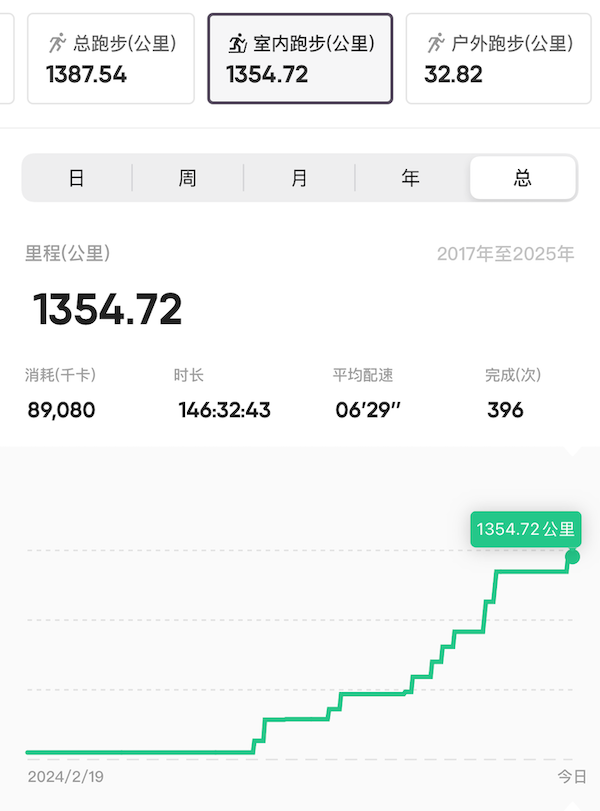 总跑步(公里)
1387.54
室内跑步(公里)
1354.72
户外跑步(公里)
32.82
日 周 月 年 总
里程(公里) 2017年至2025年
1354.72
消耗(千卡) 时长 平均配速 完成(次)
89,080 146:32:43 06’29’’ 396
1354.72公里
2024/2/19 今日